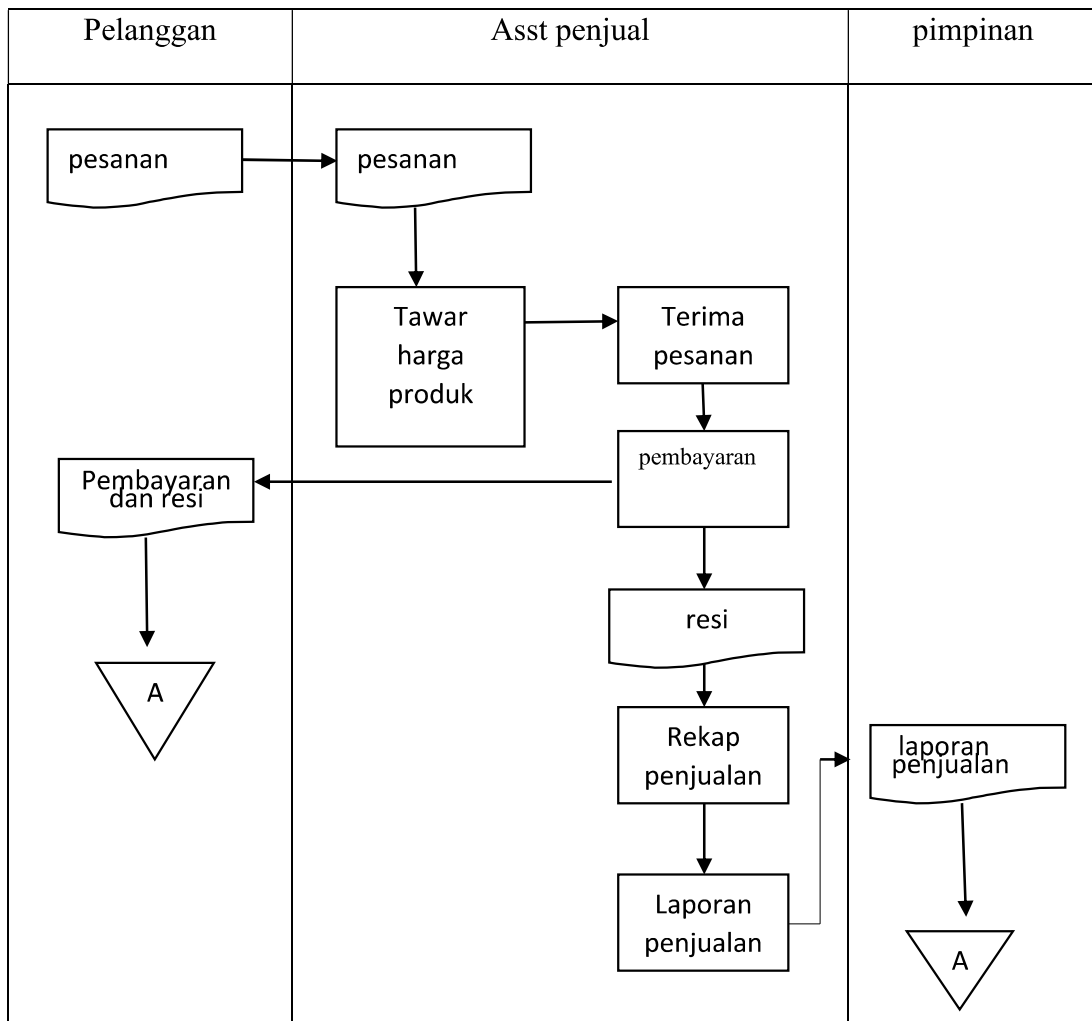 Pelanggan
Asst penjual
pimpinan
pesanan
pesanan
Tawar
harga
produk
Terima
pesanan
pembayaran
Pembayaran
dan resi
resi
A
Rekap
penjualan
laporan
penjualan
Laporan
penjualan
A